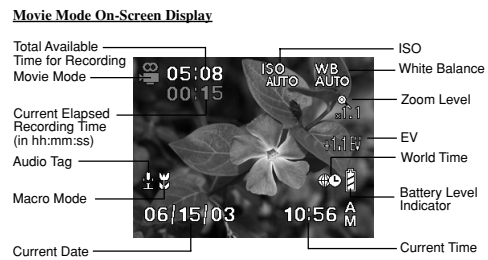 Movie Mode On-Screen Display
Total Available
Time for Recording
Movie Mode
Current Elapsed
Recording Time
(in hh:mm:ss)
Audio Tag
Macro Mode
Current Date
05:08
00:15
ISO
AUTO
WB
AUTO
x1.1
+1.1EV
06/15/03
10:56
A
M
ISO
White Balance
Zoom Level
EV
World Time
Battery Level
Indicator
Current Time